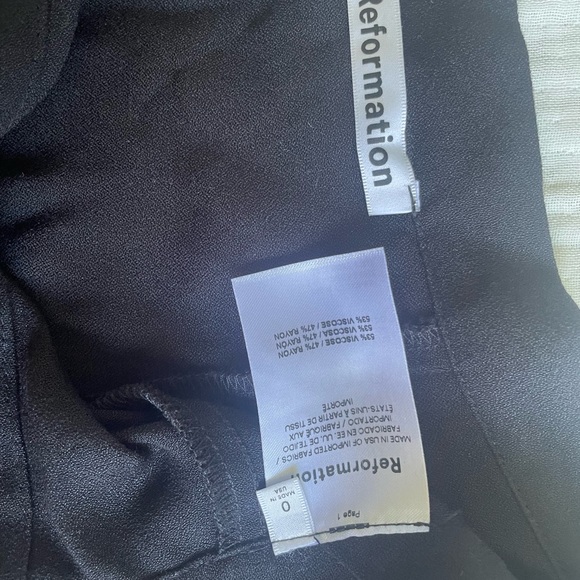 Reformation
Page 1
Reformation
MADE IN USA OF IMPORTED FABRICS /
FABRICADO EN EE. UU. DE TEJIDO
IMPORTADO / FABRIQUÉ AUX
ÉTATS-UNIS À PARTIR DE TISSU
IMPORTÉ
53% VISCOSE / 47% RAYON
53% VISCOSA / 47% RAYÓN
53% VISCOSE / 47% RAYON
0
MADE IN
USA